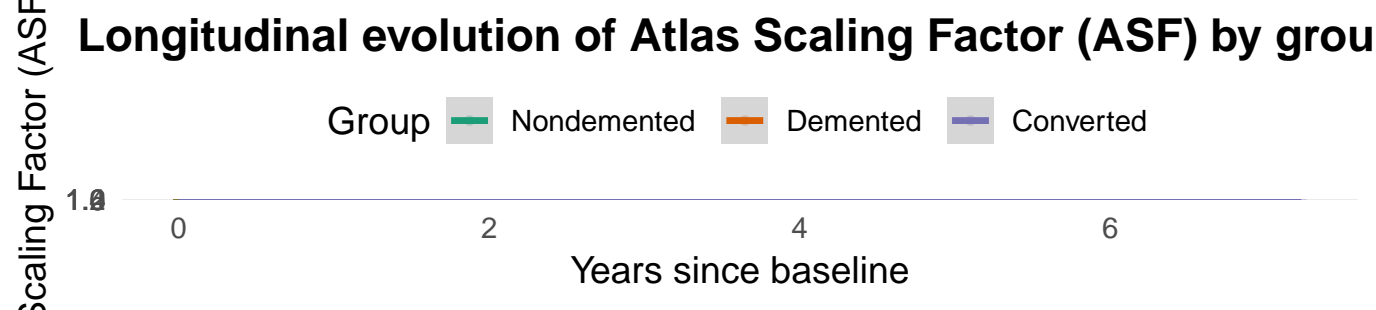 Longitudinal evolution of Atlas Scaling Factor (ASF) by grou
Group Nondemented Demented Converted
Scaling Factor (ASF
0 2 4 6
Years since baseline